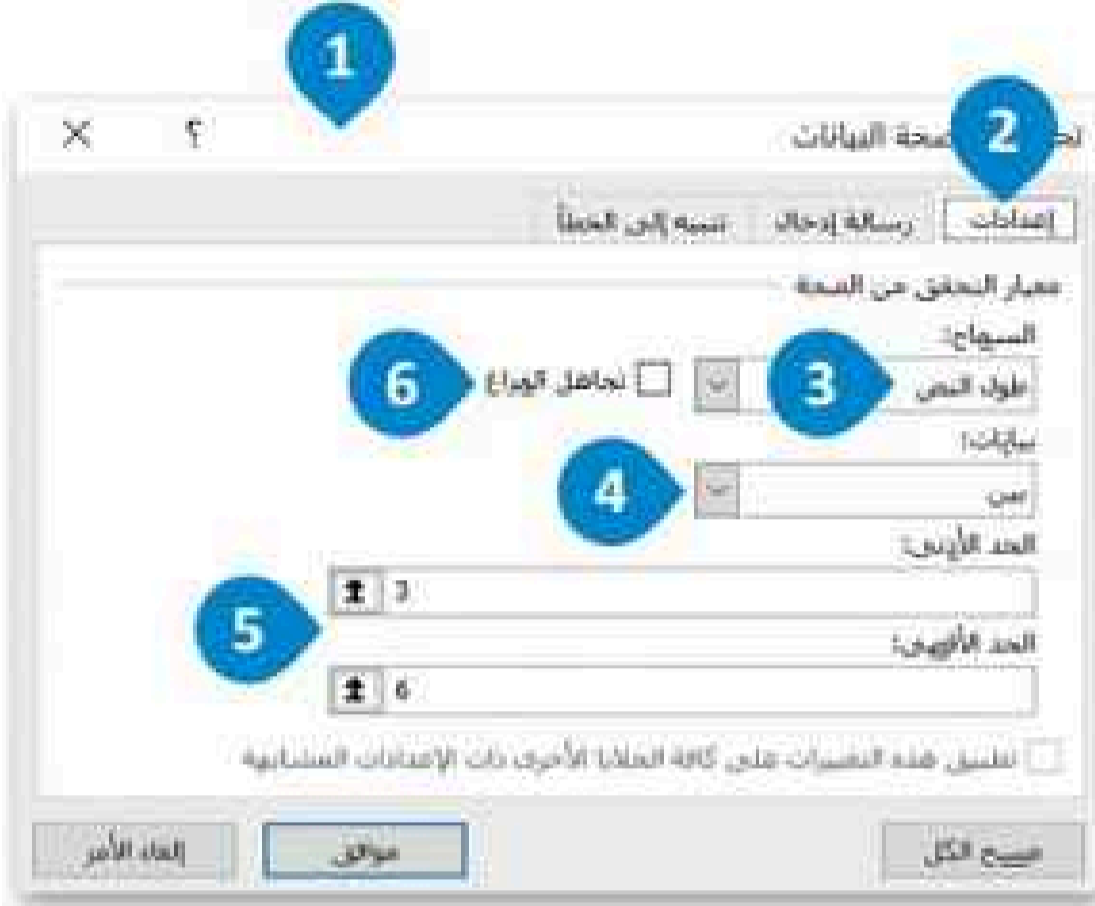 1
؟
صحة البيانات
2
إعدادات
رسالة إدخال
تنبيه إلى الخطأ
معيار التحقق من الصحة
السماح:
طول النص
3
تجاهل الفراغ
6
بيانات:
بين
4
الحد الأدنى:
3
5
الحد الأقصى:
6
تطبيق هذه التغييرات على كافة الخلايا الأخرى ذات الإعدادات المتشابهة
مسح الكل
موافق
إلغاء الأمر